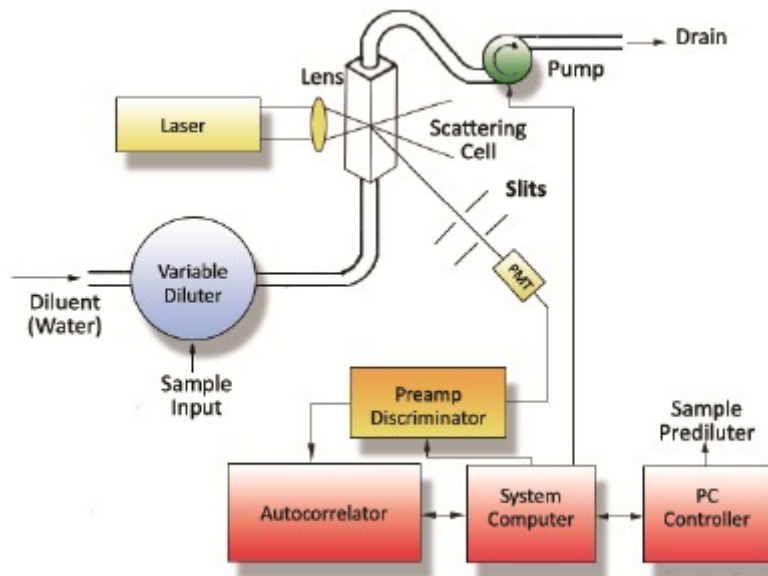 Drain
Pump
Lens
Laser
Scattering
Cell
Slits
PMT
Variable
Diluter
Diluent
(Water)
Sample
Input
Preamp
Discriminator
Sample
Prediluter
Autocorrelator
System
Computer
PC
Controller